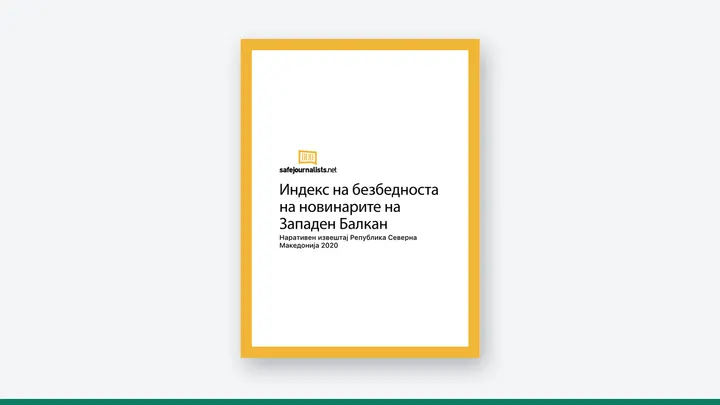 safejournalists.net
Индекс на безбедноста
на новинарите на
Западен Балкан
Наративен извештај Република Северна
Македонија 2020